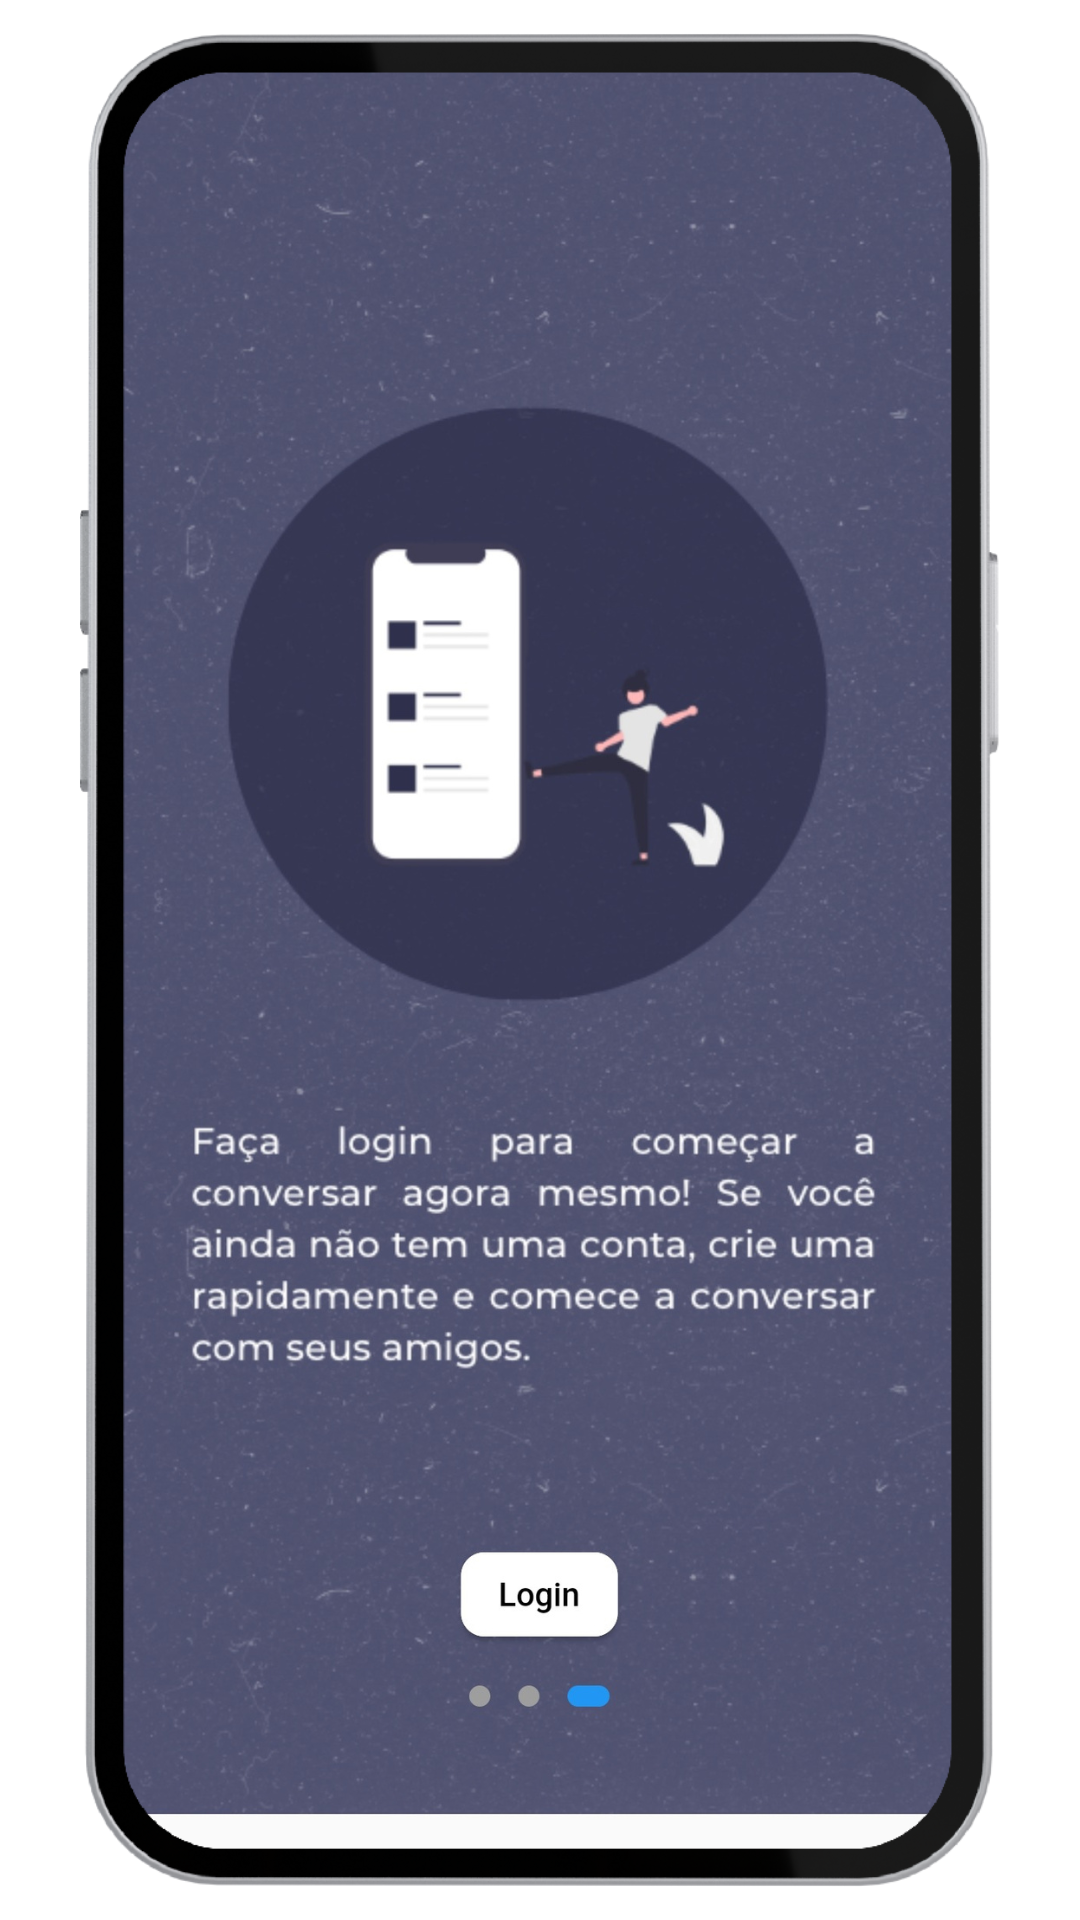 Faça login para começar a
conversar agora mesmo! Se você
ainda não tem uma conta, crie uma
rapidamente e comece a conversar
com seus amigos.
Login